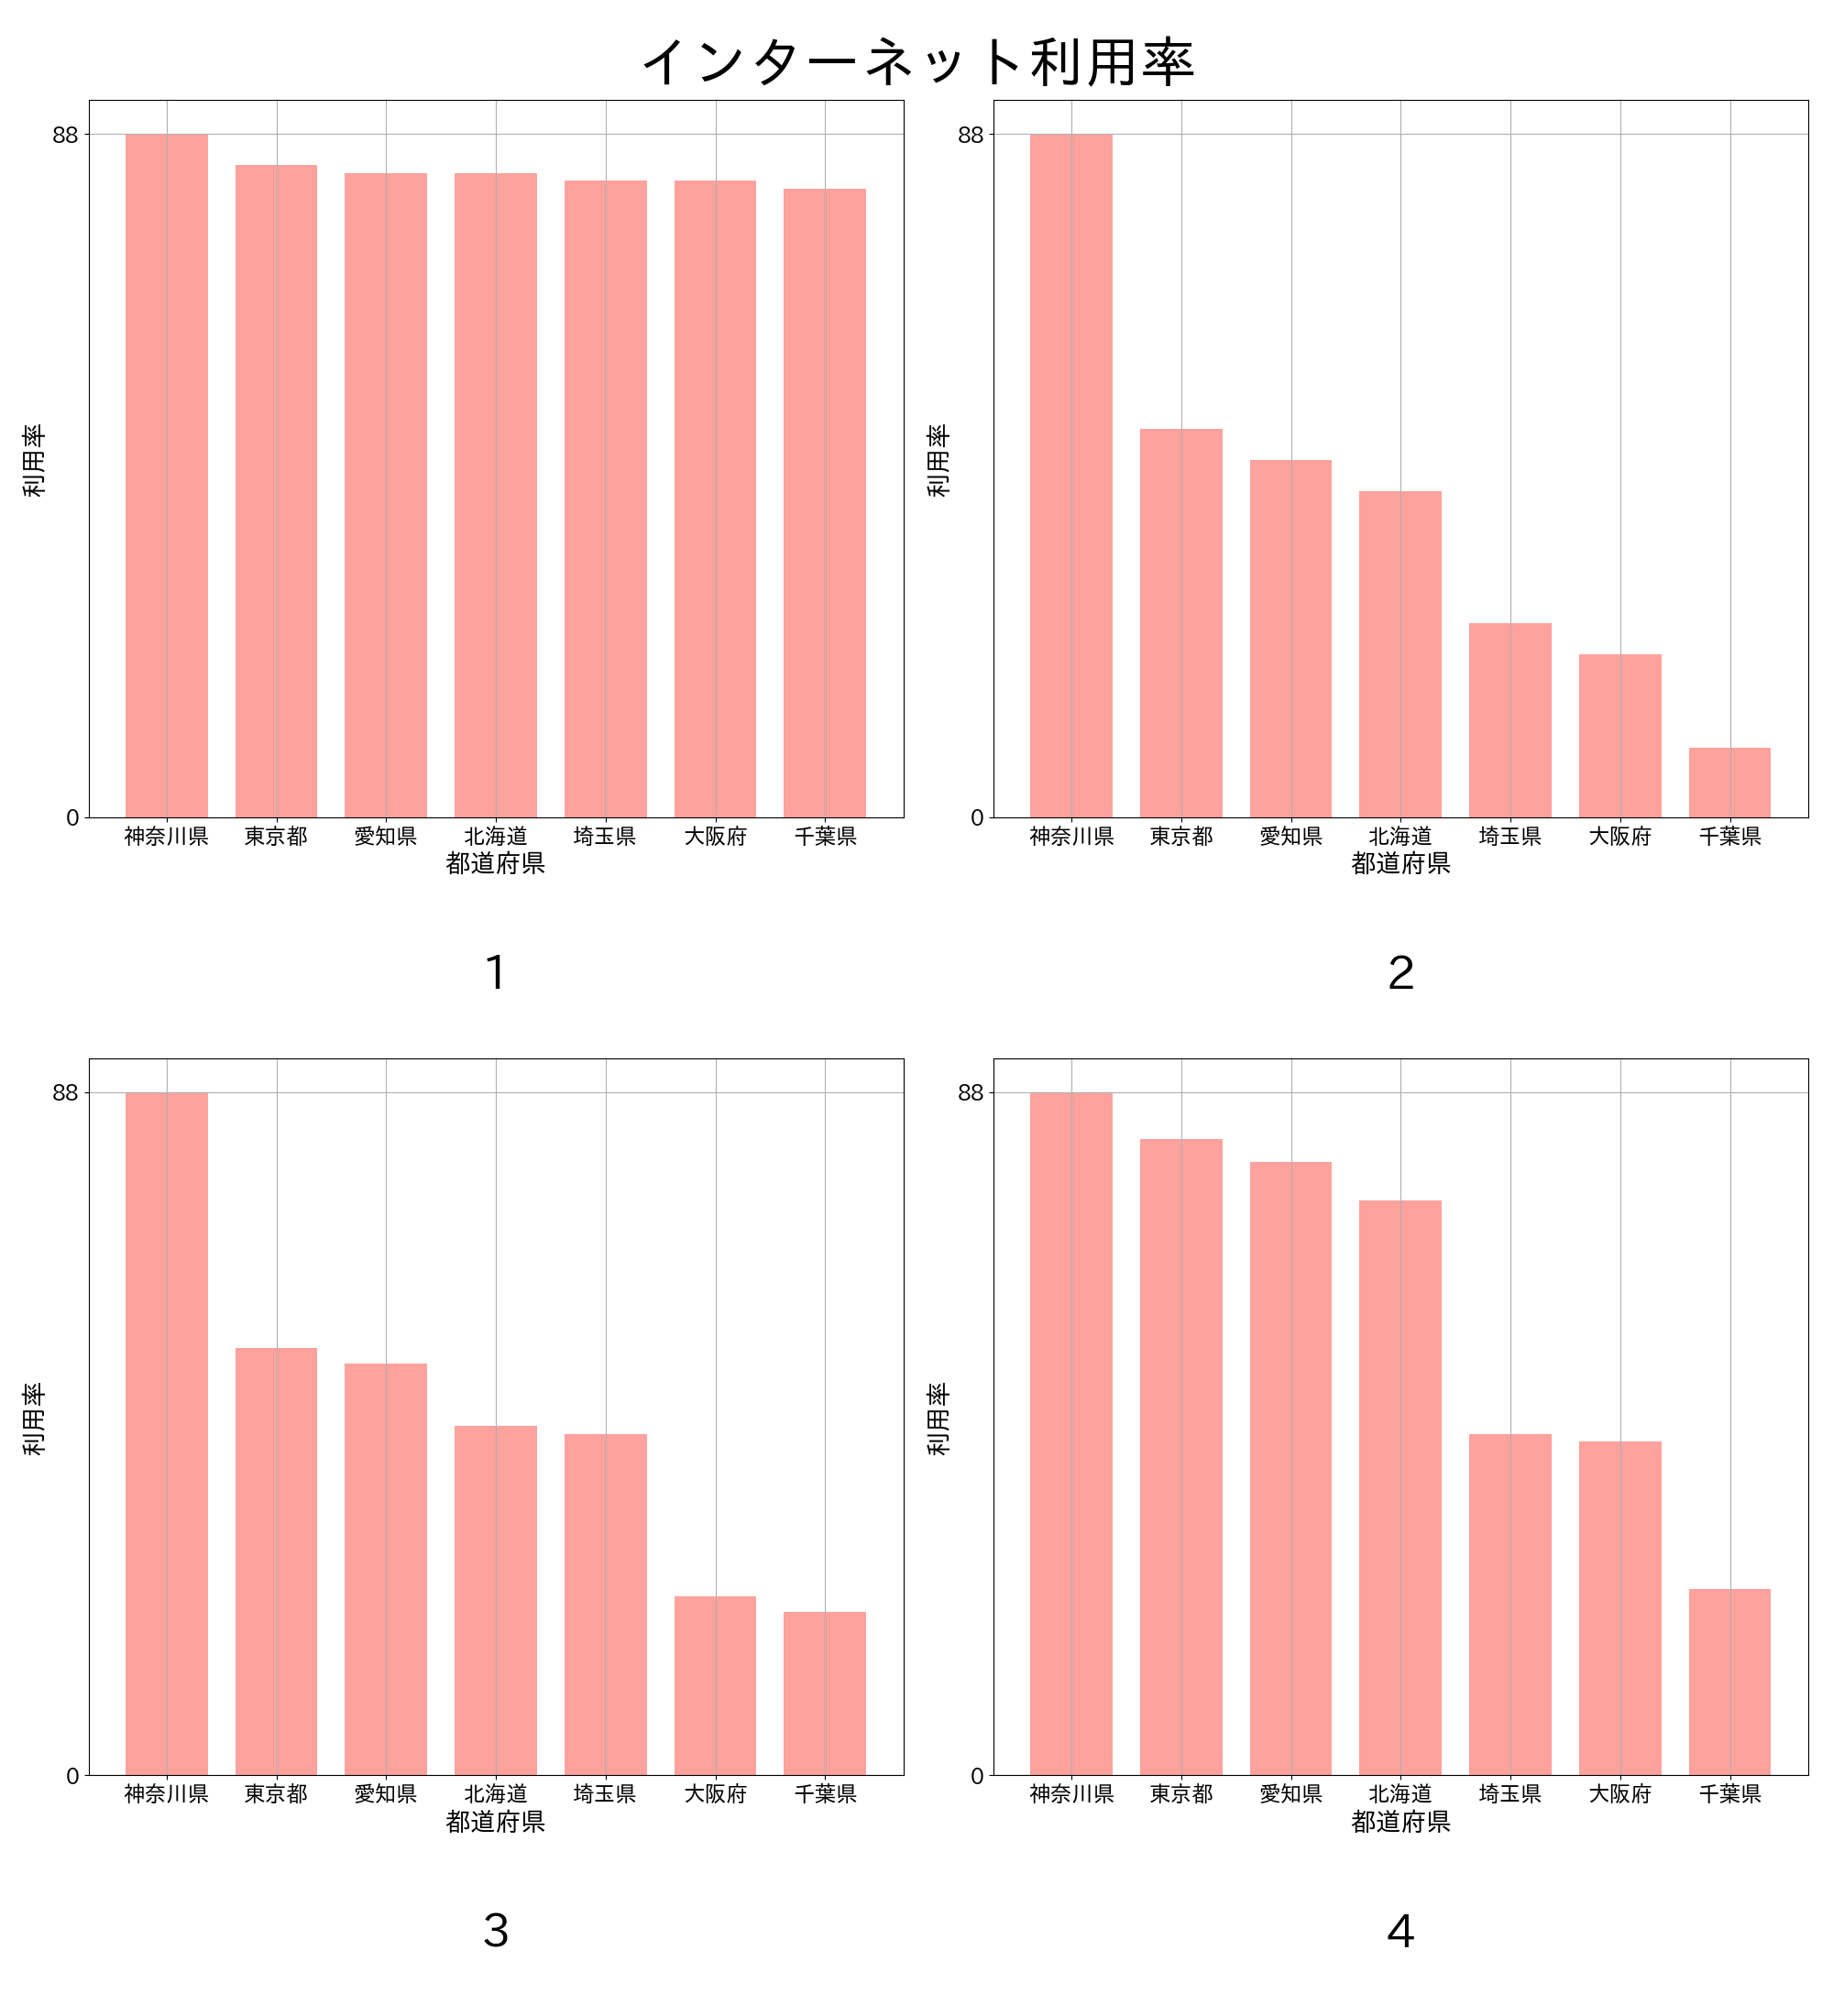 インターネット利用率
88
0
利用率
神奈川県 東京都 愛知県 北海道 埼玉県 大阪府 千葉県
都道府県
1
88
0
利用率
神奈川県 東京都 愛知県 北海道 埼玉県 大阪府 千葉県
都道府県
2
88
0
利用率
神奈川県 東京都 愛知県 北海道 埼玉県 大阪府 千葉県
都道府県
3
88
0
利用率
神奈川県 東京都 愛知県 北海道 埼玉県 大阪府 千葉県
都道府県
4